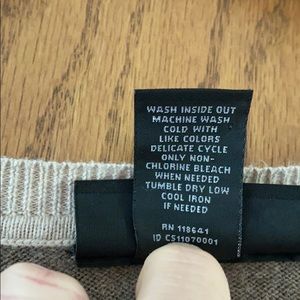 WASH INSIDE OUT
MACHINE WASH
COLD WITH
LIKE COLORS
DELICATE CYCLE
ONLY NON-
CHLORINE BLEACH
WHEN NEEDED
TUMBLE DRY LOW
COOL IRON
IF NEEDED
RN 118641
ID CS11070001